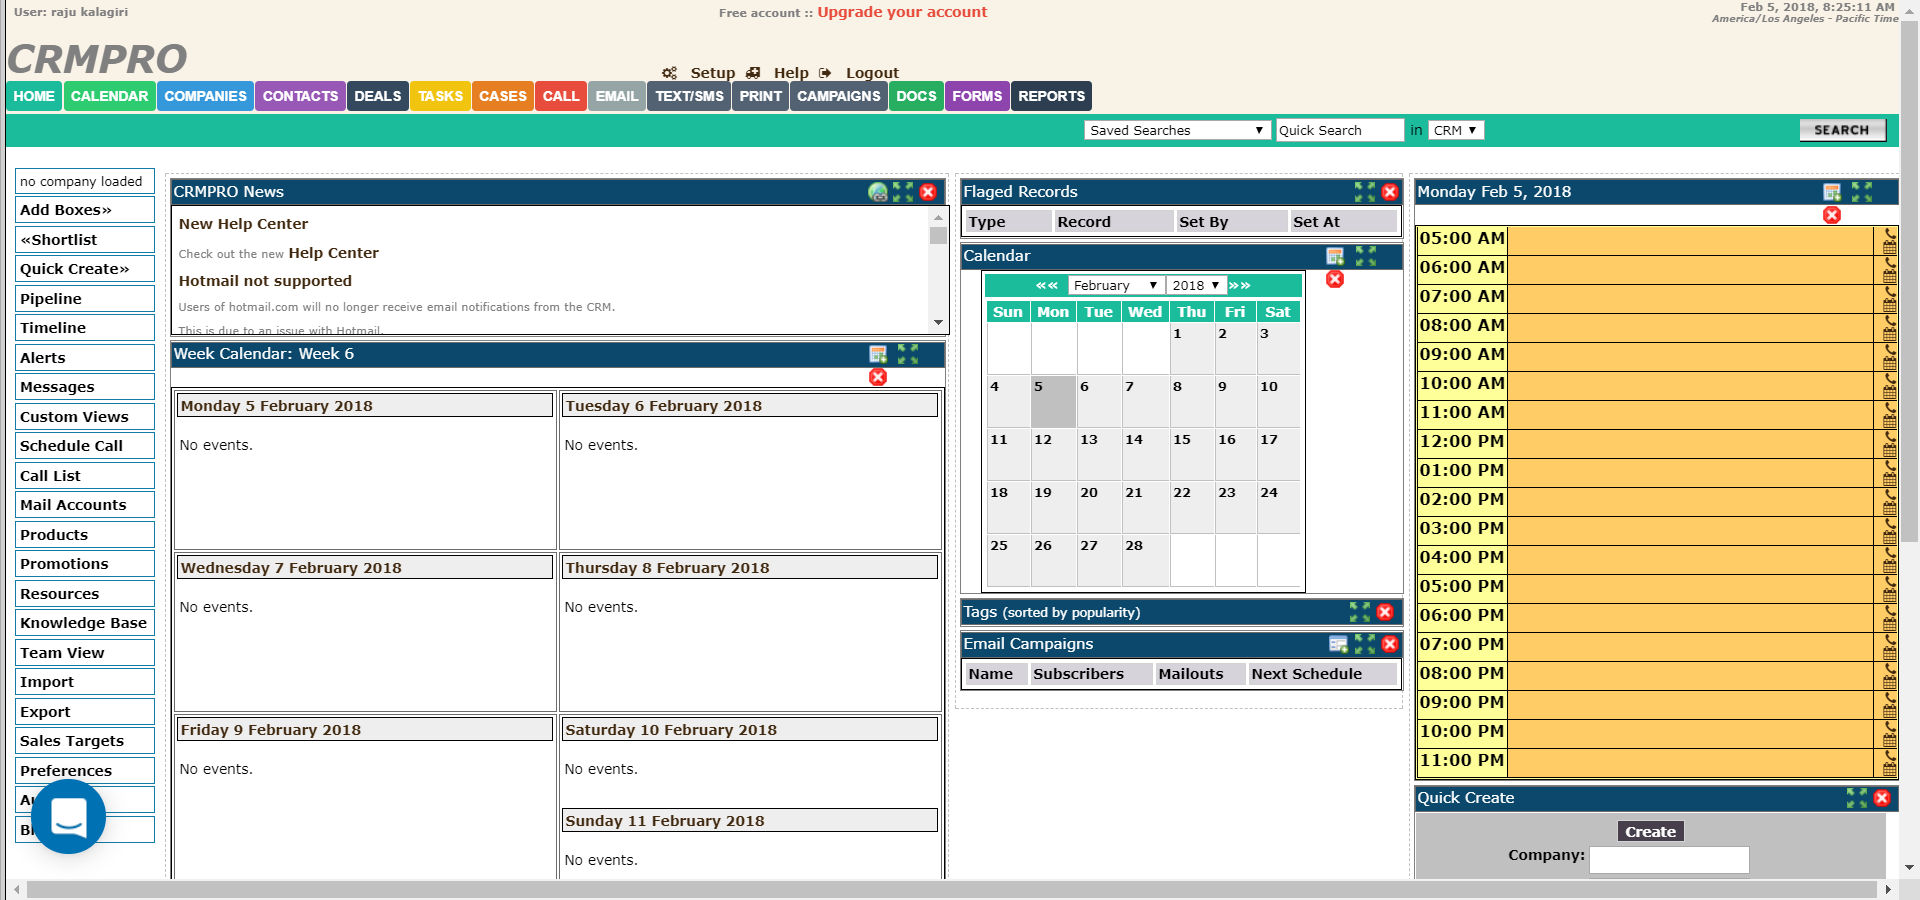 User: raju kalagiri
Free account :: Upgrade your account
Feb 5, 2018, 8:25:11 AM
America/Los Angeles - Pacific Time
CRMPRO
Setup Help Logout
HOME CALENDAR COMPANIES CONTACTS DEALS TASKS CASES CALL EMAIL TEXT/SMS PRINT CAMPAIGNS DOCS FORMS REPORTS
Saved Searches Quick Search in CRM SEARCH
no company loaded
Add Boxes»
«Shortlist
Quick Create»
Pipeline
Timeline
Alerts
Messages
Custom Views
Schedule Call
Call List
Mail Accounts
Products
Promotions
Resources
Knowledge Base
Team View
Import
Export
Sales Targets
Preferences
CRMPRO News
New Help Center
Check out the new Help Center
Hotmail not supported
Users of hotmail.com will no longer receive email notifications from the CRM.
This is due to an issue with Hotmail.
Week Calendar: Week 6
Monday 5 February 2018
No events.
Tuesday 6 February 2018
No events.
Wednesday 7 February 2018
No events.
Thursday 8 February 2018
No events.
Friday 9 February 2018
No events.
Saturday 10 February 2018
No events.
Sunday 11 February 2018
No events.
Flaged Records
Type Record Set By Set At
Calendar
«« February 2018 »»
Sun Mon Tue Wed Thu Fri Sat
1 2 3
4 5 6 7 8 9 10
11 12 13 14 15 16 17
18 19 20 21 22 23 24
25 26 27 28
Tags (sorted by popularity)
Email Campaigns
Name Subscribers Mailouts Next Schedule
Monday Feb 5, 2018
05:00 AM
06:00 AM
07:00 AM
08:00 AM
09:00 AM
10:00 AM
11:00 AM
12:00 PM
01:00 PM
02:00 PM
03:00 PM
04:00 PM
05:00 PM
06:00 PM
07:00 PM
08:00 PM
09:00 PM
10:00 PM
11:00 PM
Quick Create
Create
Company: